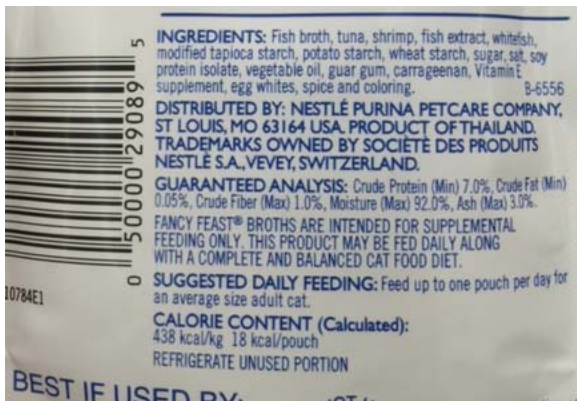 INGREDIENTS: Fish broth, tuna, shrimp, fish extract, whitefish,
modified tapioca starch, potato starch, wheat starch, sugar, salt, soy
protein isolate, vegetable oil, guar gum, carrageenan, Vitamin E
supplement, egg whites, spice and coloring. B-6556
DISTRIBUTED BY: NESTLÉ PURINA PETCARE COMPANY,
ST LOUIS, MO 63164 USA. PRODUCT OF THAILAND.
TRADEMARKS OWNED BY SOCIÉTÉ DES PRODUITS
NESTLÉ S.A., VEVEY, SWITZERLAND.
GUARANTEED ANALYSIS: Crude Protein (Min) 7.0%, Crude Fat (Min)
0.05%, Crude Fiber (Max) 1.0%, Moisture (Max) 92.0%, Ash (Max) 3.0%.
FANCY FEAST® BROTHS ARE INTENDED FOR SUPPLEMENTAL
FEEDING ONLY. THIS PRODUCT MAY BE FED DAILY ALONG
WITH A COMPLETE AND BALANCED CAT FOOD DIET.
SUGGESTED DAILY FEEDING: Feed up to one pouch per day for
an average size adult cat.
CALORIE CONTENT (Calculated):
438 kcal/kg 18 kcal/pouch
REFRIGERATE UNUSED PORTION
BEST IF USED BY:
0 50000 29089 5
10784E1